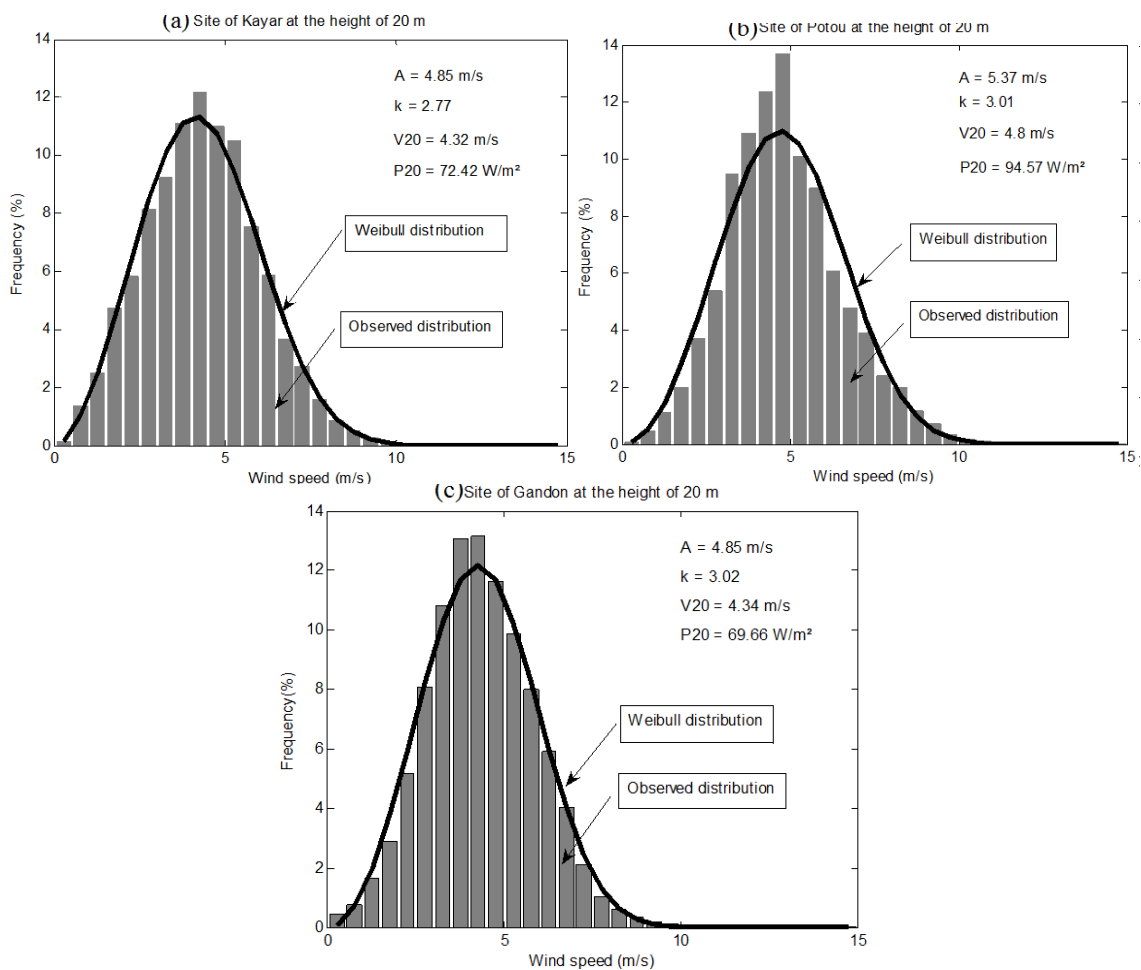 (a) Site of Kayar at the height of 20 m
14
12
10
8
6
4
2
0
Frequency (%)
A = 4.85 m/s
k = 2.77
V20 = 4.32 m/s
P20 = 72.42 W/m²
Weibull distribution
Observed distribution
0 5 10 15
Wind speed (m/s)
(b) Site of Potou at the height of 20 m
14
12
10
8
6
4
2
0
Frequency (%)
A = 5.37 m/s
k = 3.01
V20 = 4.8 m/s
P20 = 94.57 W/m²
Weibull distribution
Observed distribution
0 5 10 15
Wind speed (m/s)
(c) Site of Gandon at the height of 20 m
14
12
10
8
6
4
2
0
Frequency(%)
A = 4.85 m/s
k = 3.02
V20 = 4.34 m/s
P20 = 69.66 W/m²
Weibull distribution
Observed distribution
0 5 10 15
Wind speed (m/s)